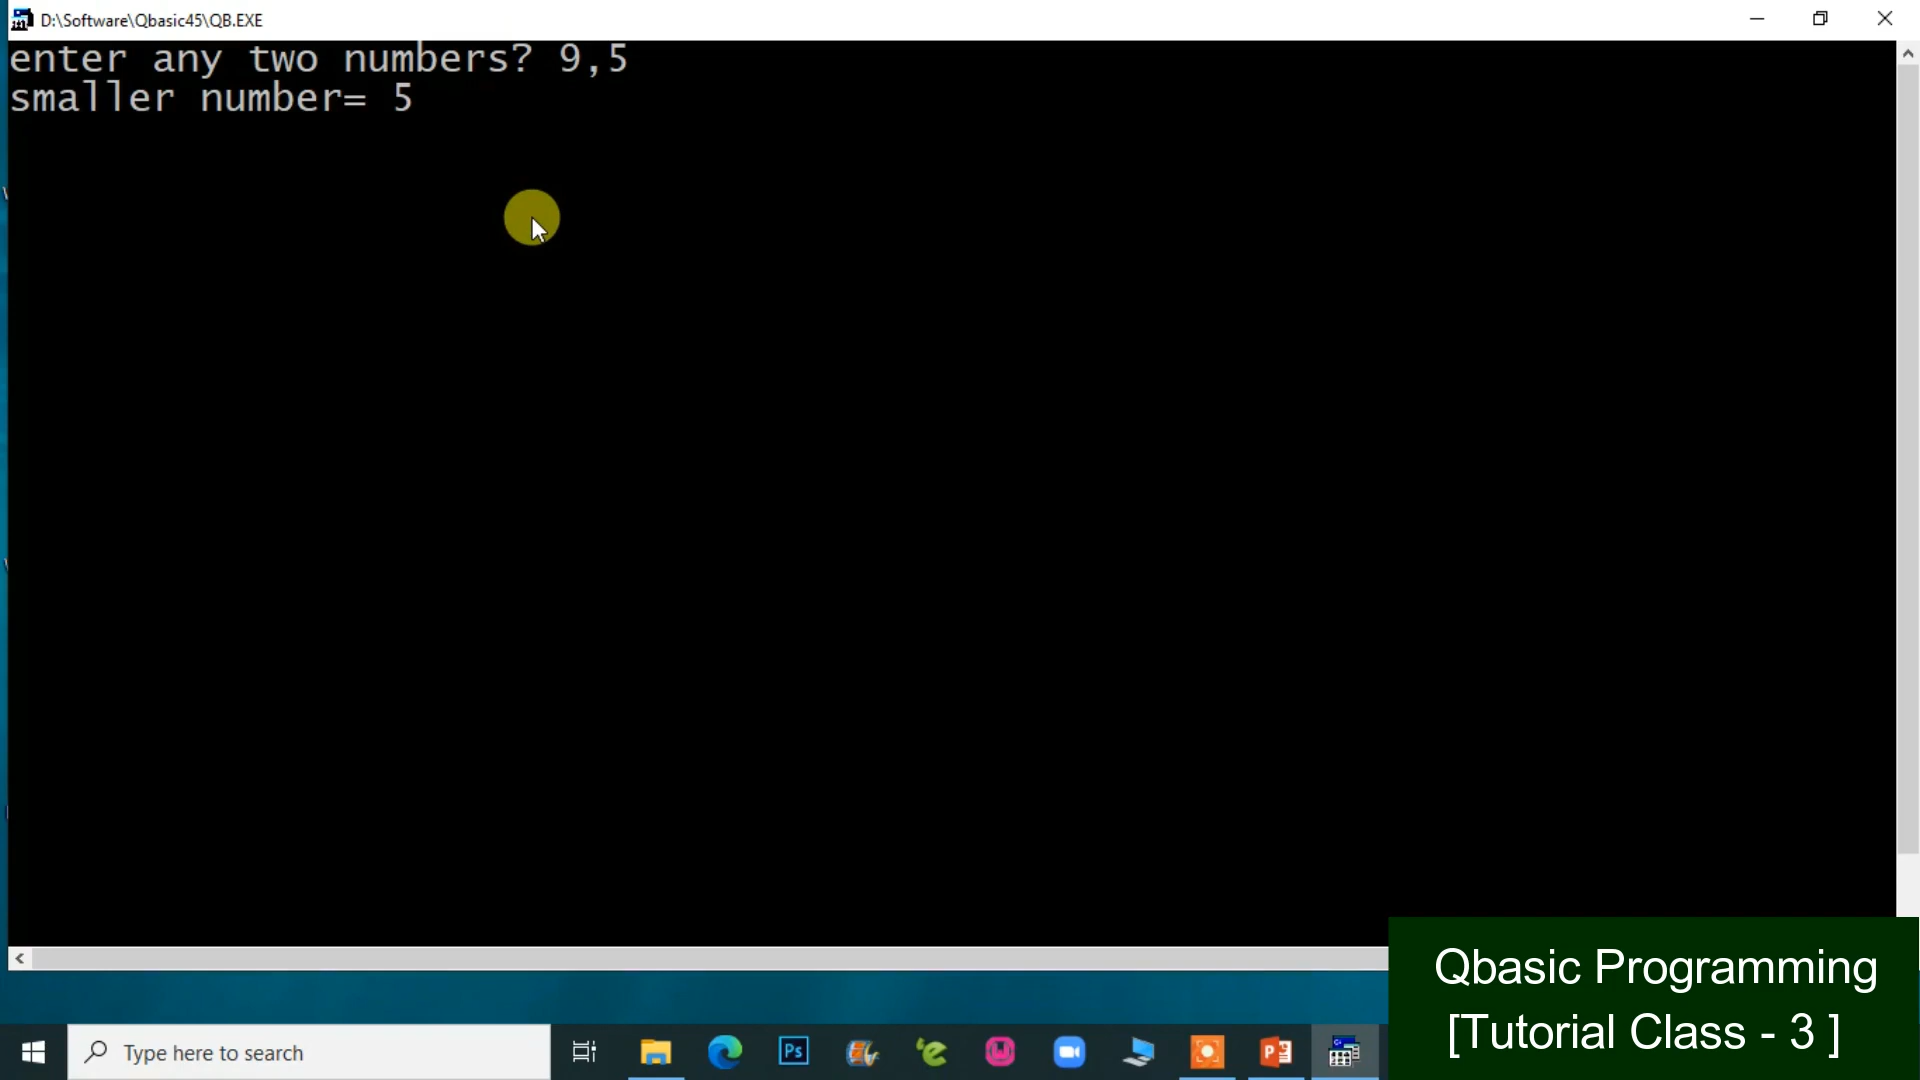 D:\Software\Qbasic45\QB.EXE
enter any two numbers? 9,5
smaller number= 5
Qbasic Programming
[Tutorial Class - 3 ]
Type here to search
Ps